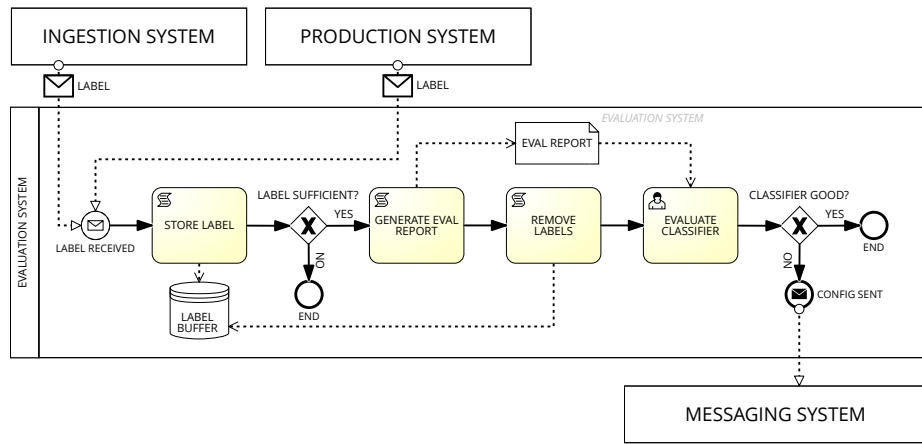 INGESTION SYSTEM
PRODUCTION SYSTEM
LABEL
LABEL
EVALUATION SYSTEM
EVALUATION SYSTEM
EVAL REPORT
LABEL SUFFICIENT?
CLASSIFIER GOOD?
LABEL RECEIVED
STORE LABEL
YES
GENERATE EVAL
REPORT
REMOVE
LABELS
EVALUATE
CLASSIFIER
YES
END
NO
NO
LABEL
BUFFER
END
CONFIG SENT
MESSAGING SYSTEM